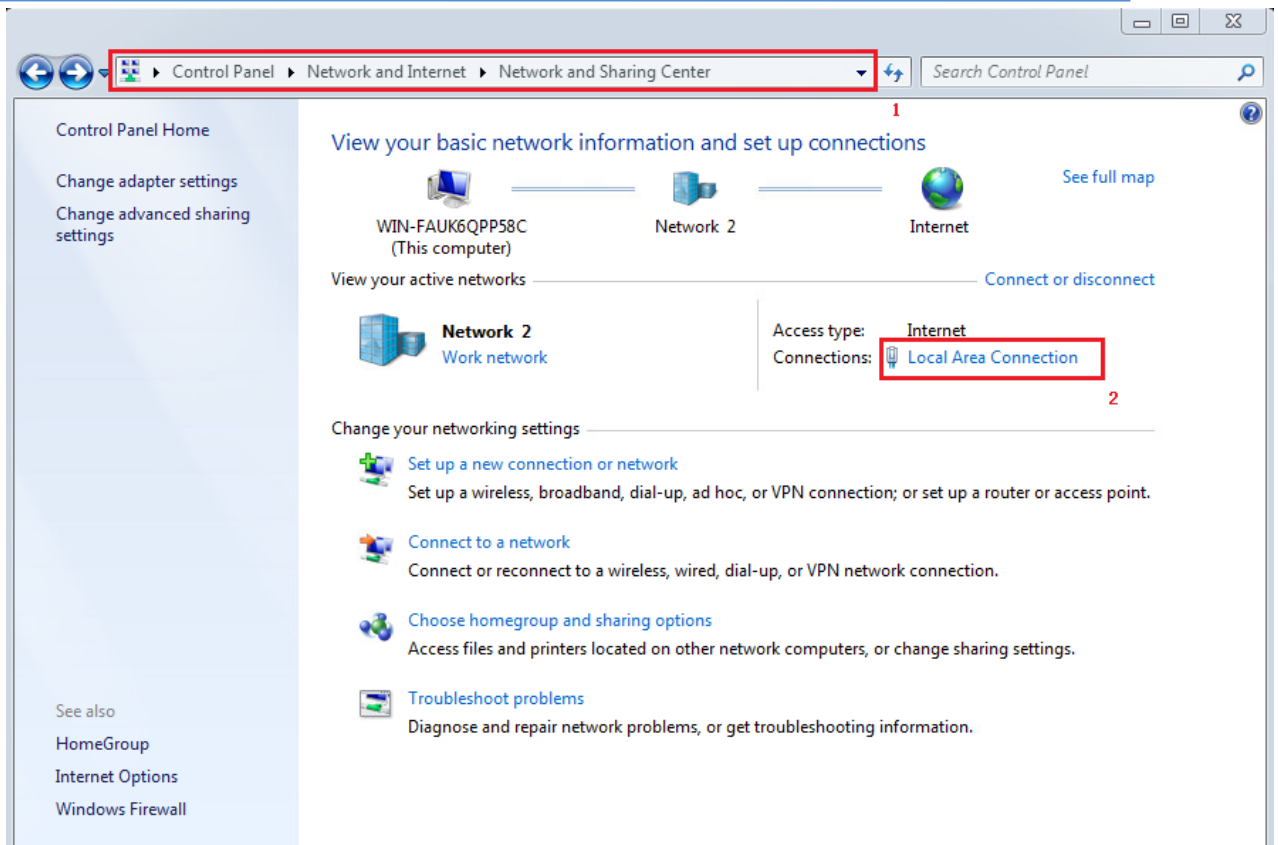 Control Panel Network and Internet Network and Sharing Center
Search Control Panel
1
Control Panel Home
Change adapter settings
Change advanced sharing
settings
See also
HomeGroup
Internet Options
Windows Firewall
View your basic network information and set up connections
See full map
WIN-FAUK6QPP58C
(This computer)
Network 2
Internet
View your active networks
Connect or disconnect
Network 2
Work network
Access type: Internet
Connections: Local Area Connection
2
Change your networking settings
Set up a new connection or network
Set up a wireless, broadband, dial-up, ad hoc, or VPN connection; or set up a router or access point.
Connect to a network
Connect or reconnect to a wireless, wired, dial-up, or VPN network connection.
Choose homegroup and sharing options
Access files and printers located on other network computers, or change sharing settings.
Troubleshoot problems
Diagnose and repair network problems, or get troubleshooting information.